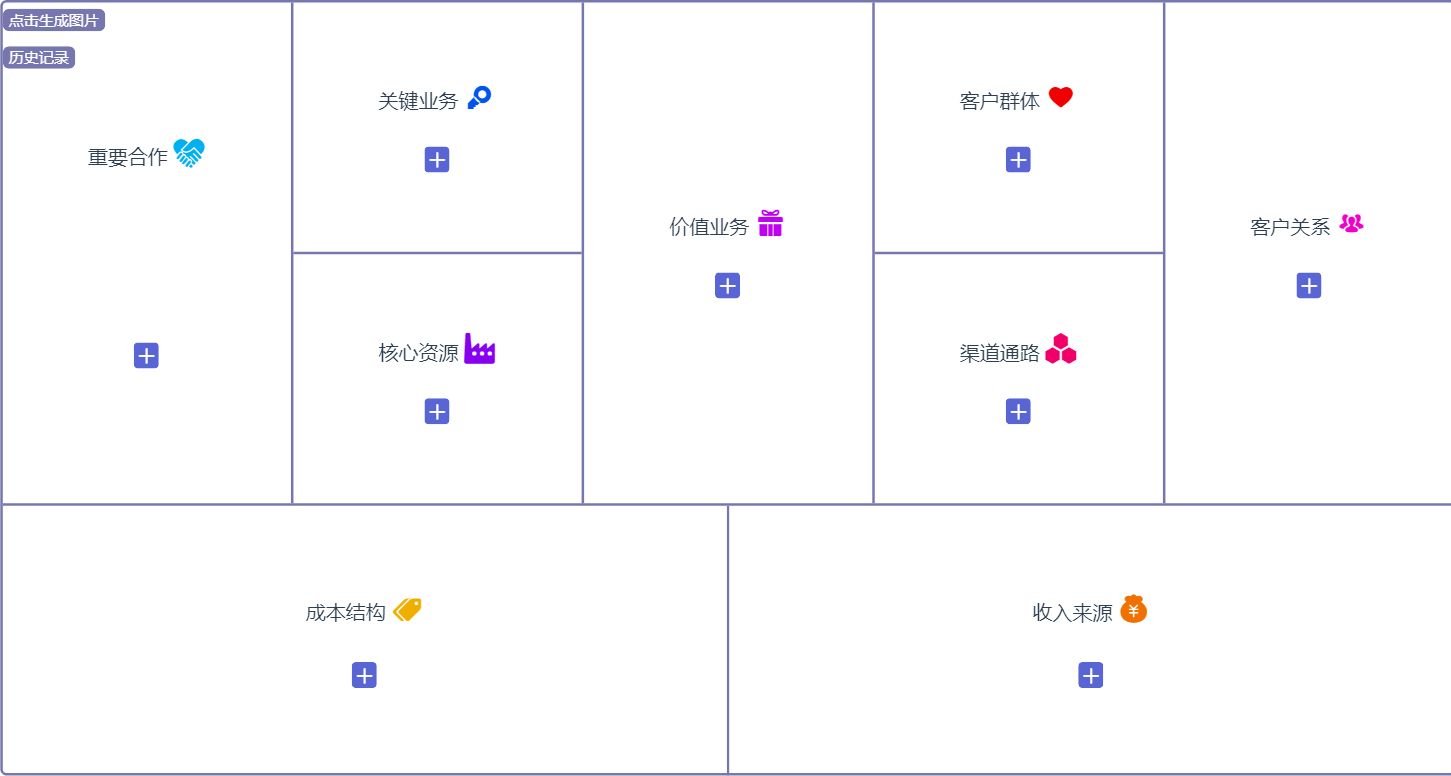 点击生成图片
历史记录
重要合作
关键业务
核心资源
价值业务
客户群体
渠道通路
客户关系
成本结构
收入来源
¥